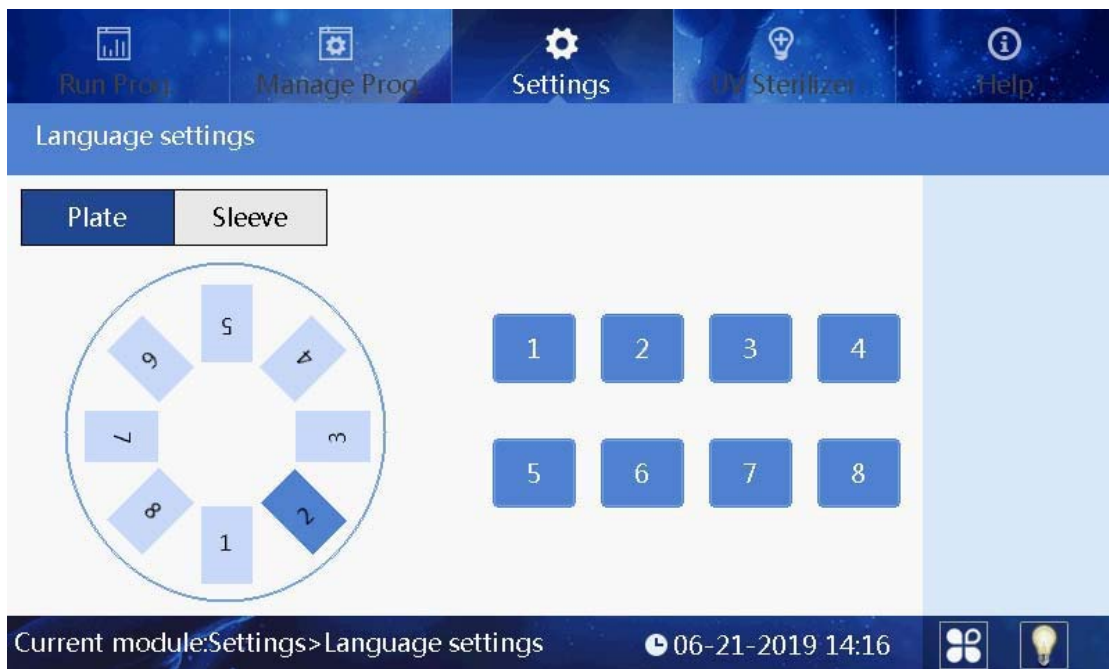 Run Prog. Manage Prog. Settings UV Sterilizer Help
Language settings
Plate Sleeve
5
6 4
7 3
8 2
1
1 2 3 4
5 6 7 8
Current module:Settings>Language settings 06-21-2019 14:16